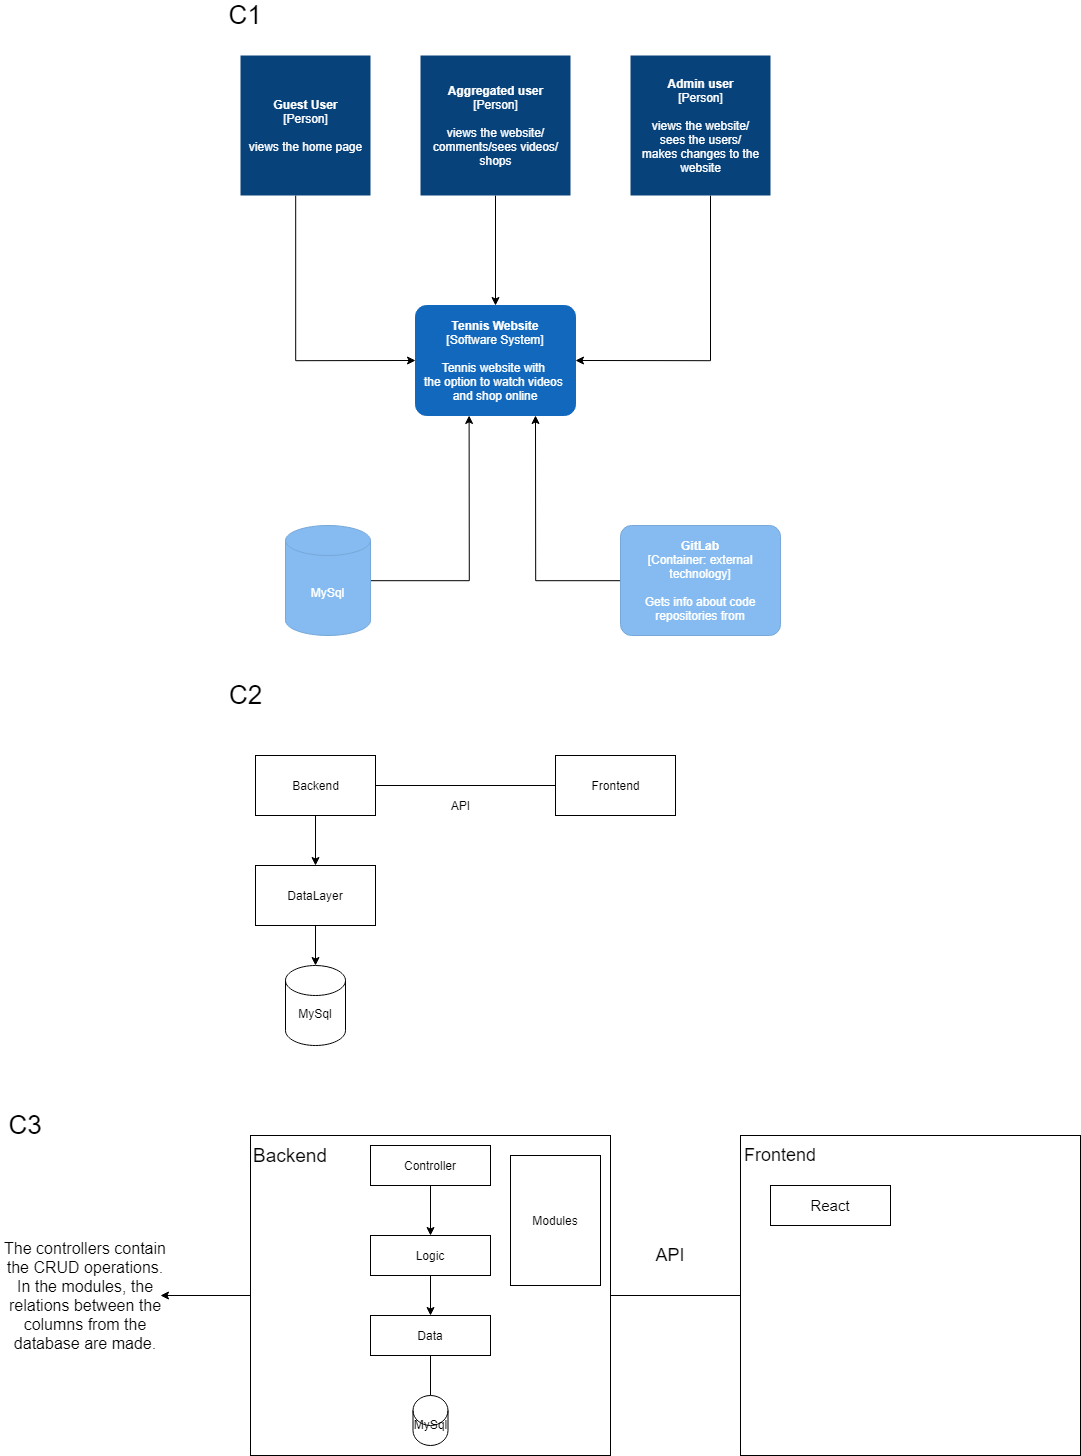 C1
Guest User
[Person]
views the home page
Aggregated user
[Person]
views the website/
comments/sees videos/
shops
Admin user
[Person]
views the website/
sees the users/
makes changes to the
website
Tennis Website
[Software System]
Tennis website with
the option to watch videos
and shop online
MySql
GitLab
[Container: external
technology]
Gets info about code
repositories from
C2
Backend
API
Frontend
DataLayer
MySql
C3
Backend
Controller
Modules
Logic
Data
MySql
The controllers contain
the CRUD operations.
In the modules, the
relations between the
columns from the
database are made.
API
Frontend
React